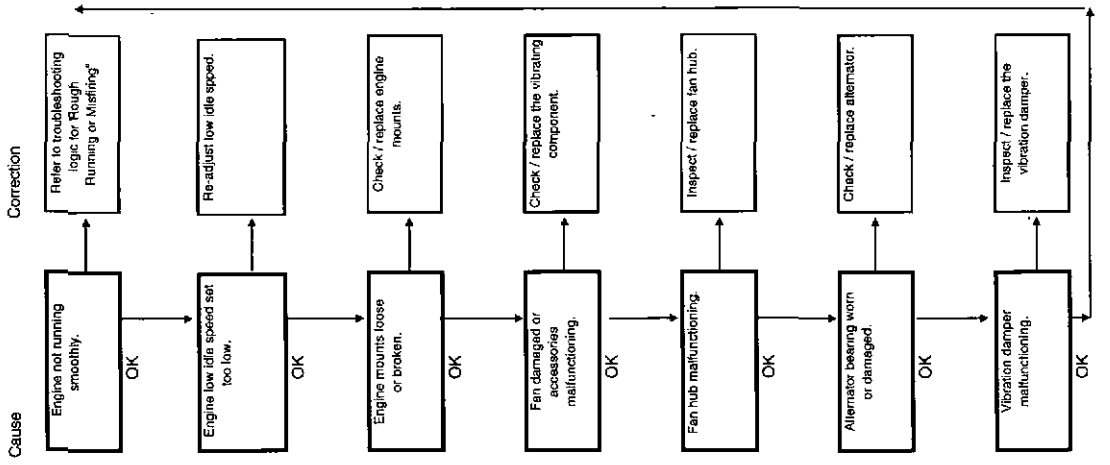 Cause
Correction
Engine not running
smoothly.
OK
Refer to troubleshooting
logic for "Rough
Running or Misfiring"
Engine low idle speed set
too low.
OK
Re-adjust low idle spped.
Engine mounts loose
or broken.
OK
Check / replace engine
mounts.
Fan damaged or
accessories
malfunctioning.
OK
Check / replace the vibrating
component.
Fan hub malfunctioning.
OK
Inspect / replace fan hub.
Alternator bearing worn
or damaged.
OK
Check / replace alternator.
Vibration damper
malfunctioning.
OK
Inspect / replace the
vibration damper.